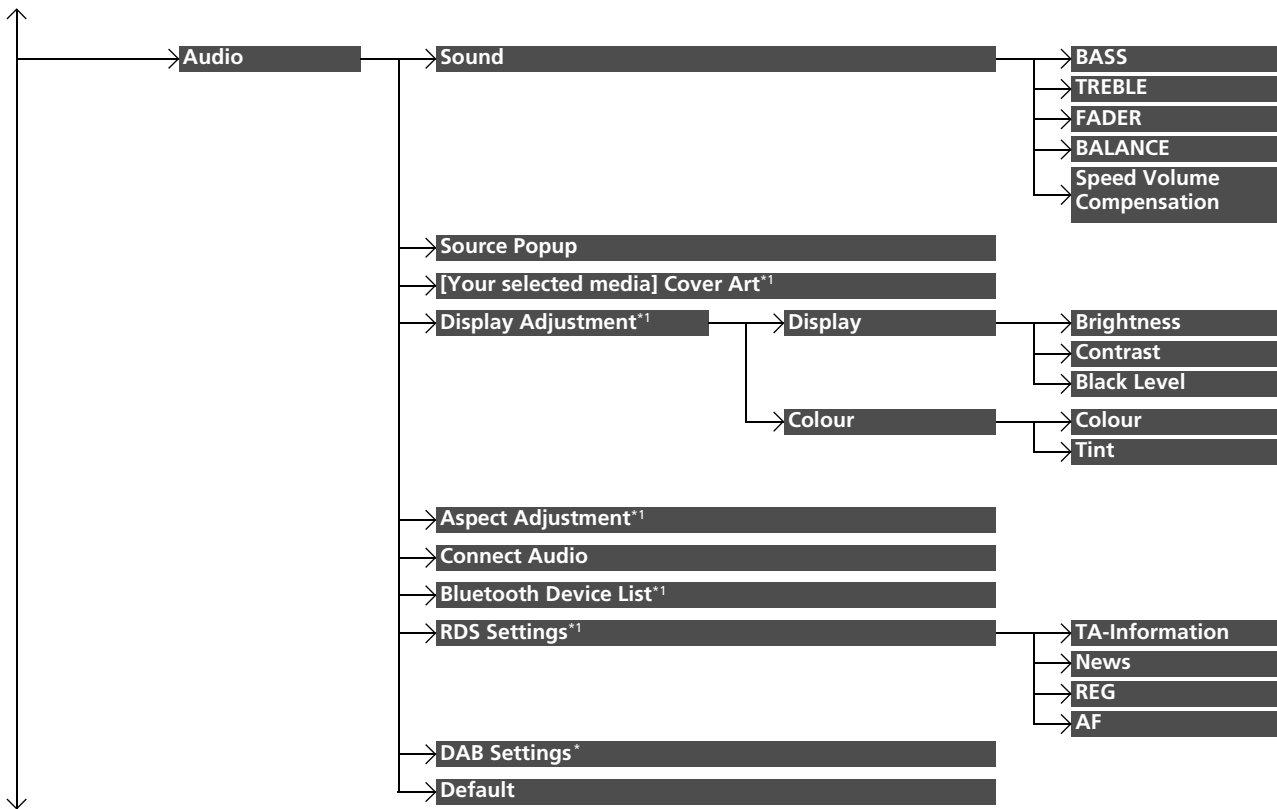 Audio
Sound
BASS
TREBLE
FADER
BALANCE
Speed Volume
Compensation
Source Popup
[Your selected media] Cover Art*1
Display Adjustment*1
Display
Brightness
Contrast
Black Level
Colour
Colour
Tint
Aspect Adjustment*1
Connect Audio
Bluetooth Device List*1
RDS Settings*1
TA-Information
News
REG
AF
DAB Settings*
Default